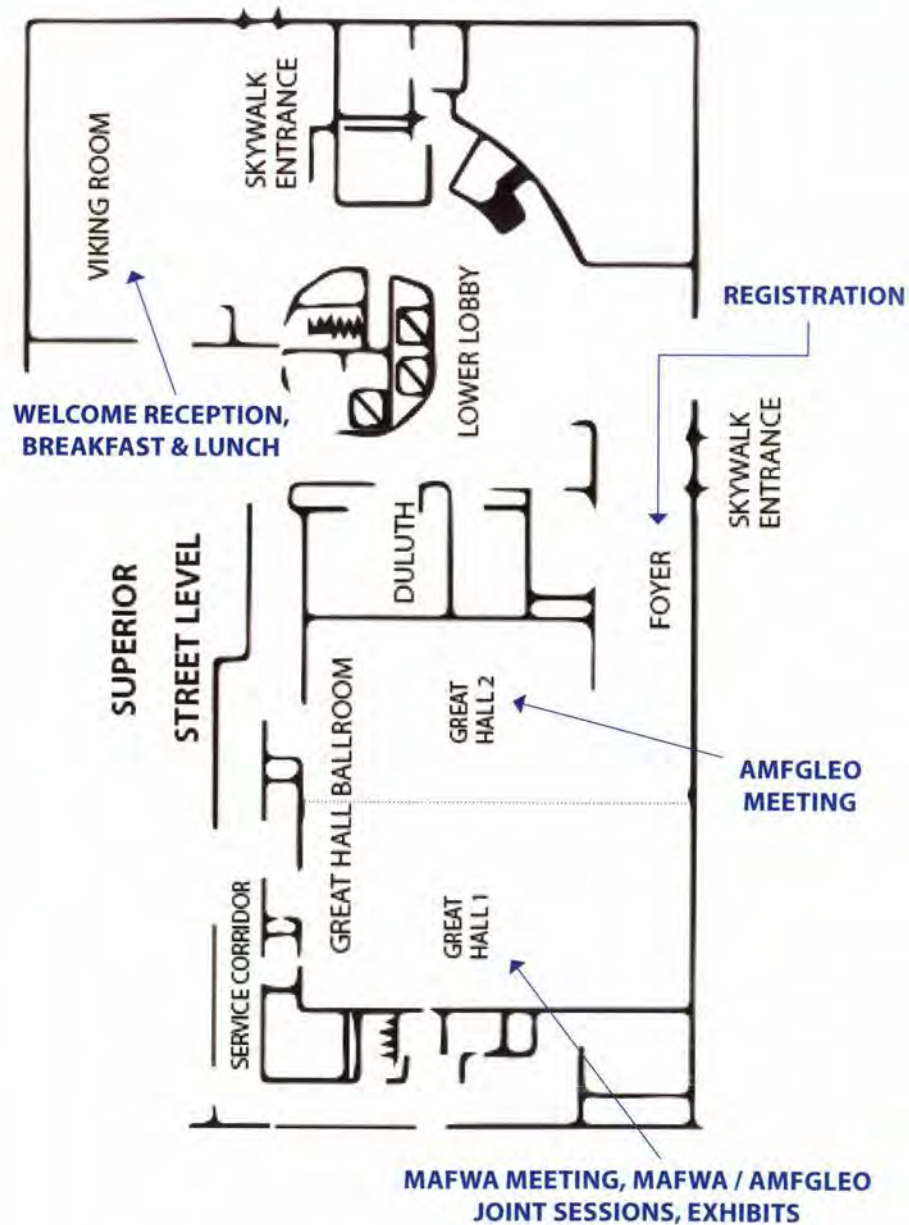 VIKING ROOM
SKYWALK
ENTRANCE
REGISTRATION
WELCOME RECEPTION,
BREAKFAST & LUNCH
LOWER LOBBY
SKYWALK
ENTRANCE
SUPERIOR
STREET LEVEL
DULUTH
FOYER
GREAT HALL BALLROOM
GREAT
HALL 2
AMFGLEO
MEETING
SERVICE CORRIDOR
GREAT
HALL 1
MAFWA MEETING, MAFWA / AMFGLEO
JOINT SESSIONS, EXHIBITS